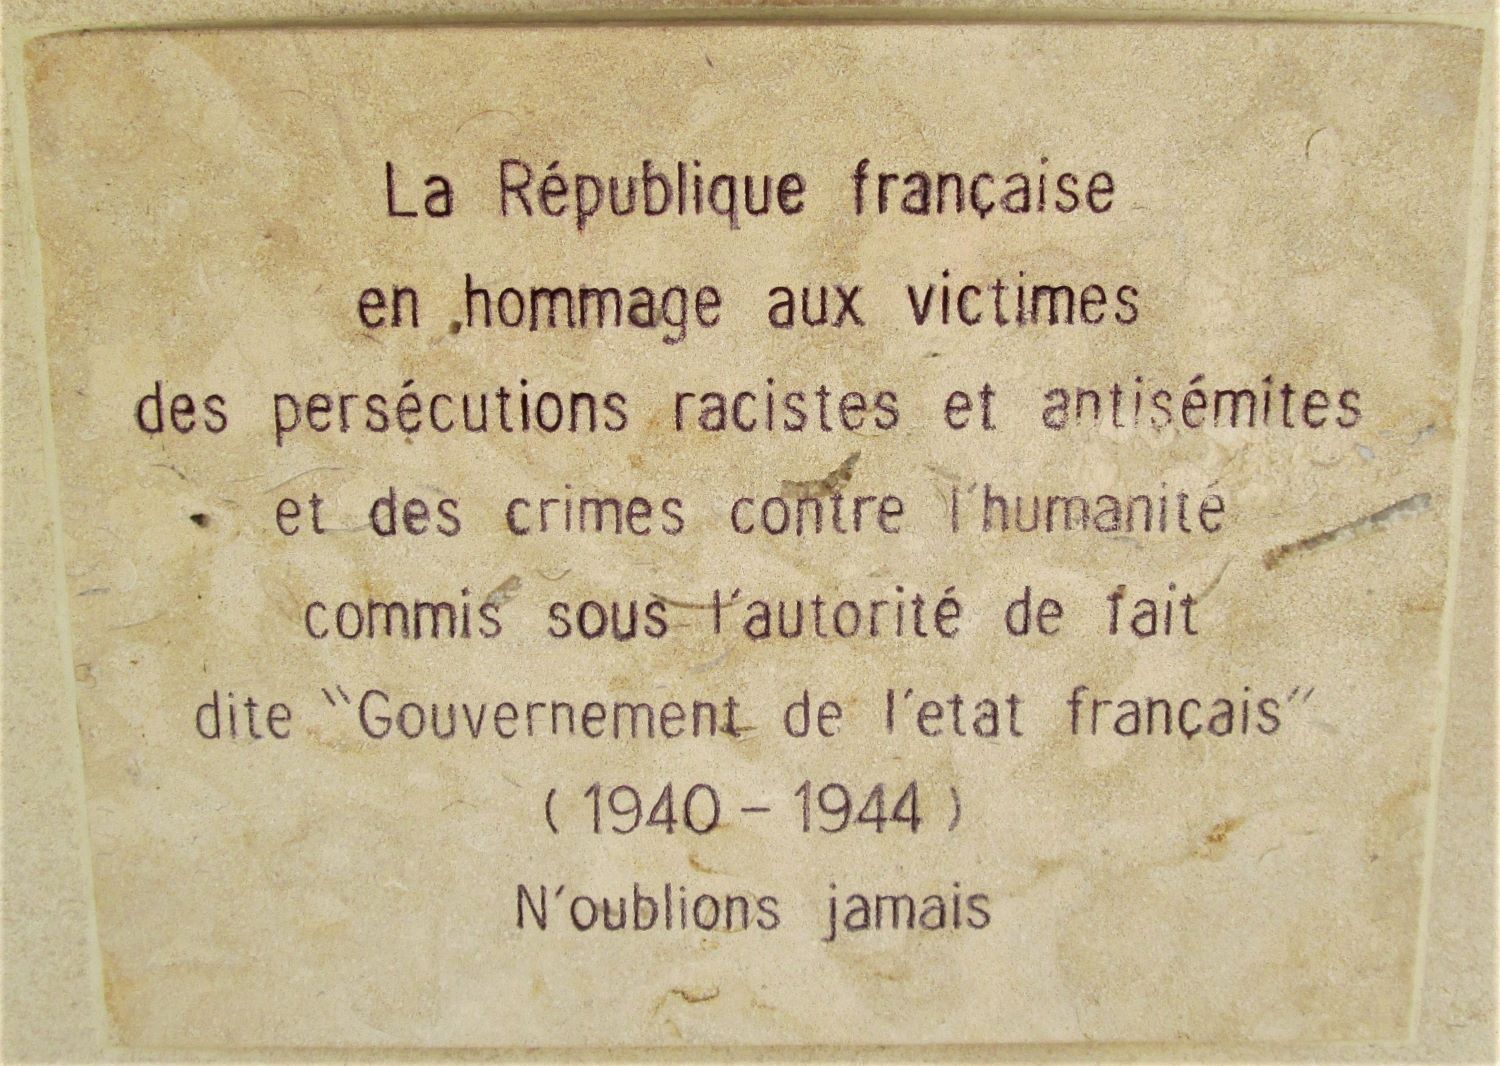 La République française
en hommage aux victimes
des persécutions racistes et antisémites
et des crimes contre l'humanité
commis sous l'autorité de fait
dite "Gouvernement de l'etat français"
( 1940 – 1944 )
N'oublions jamais